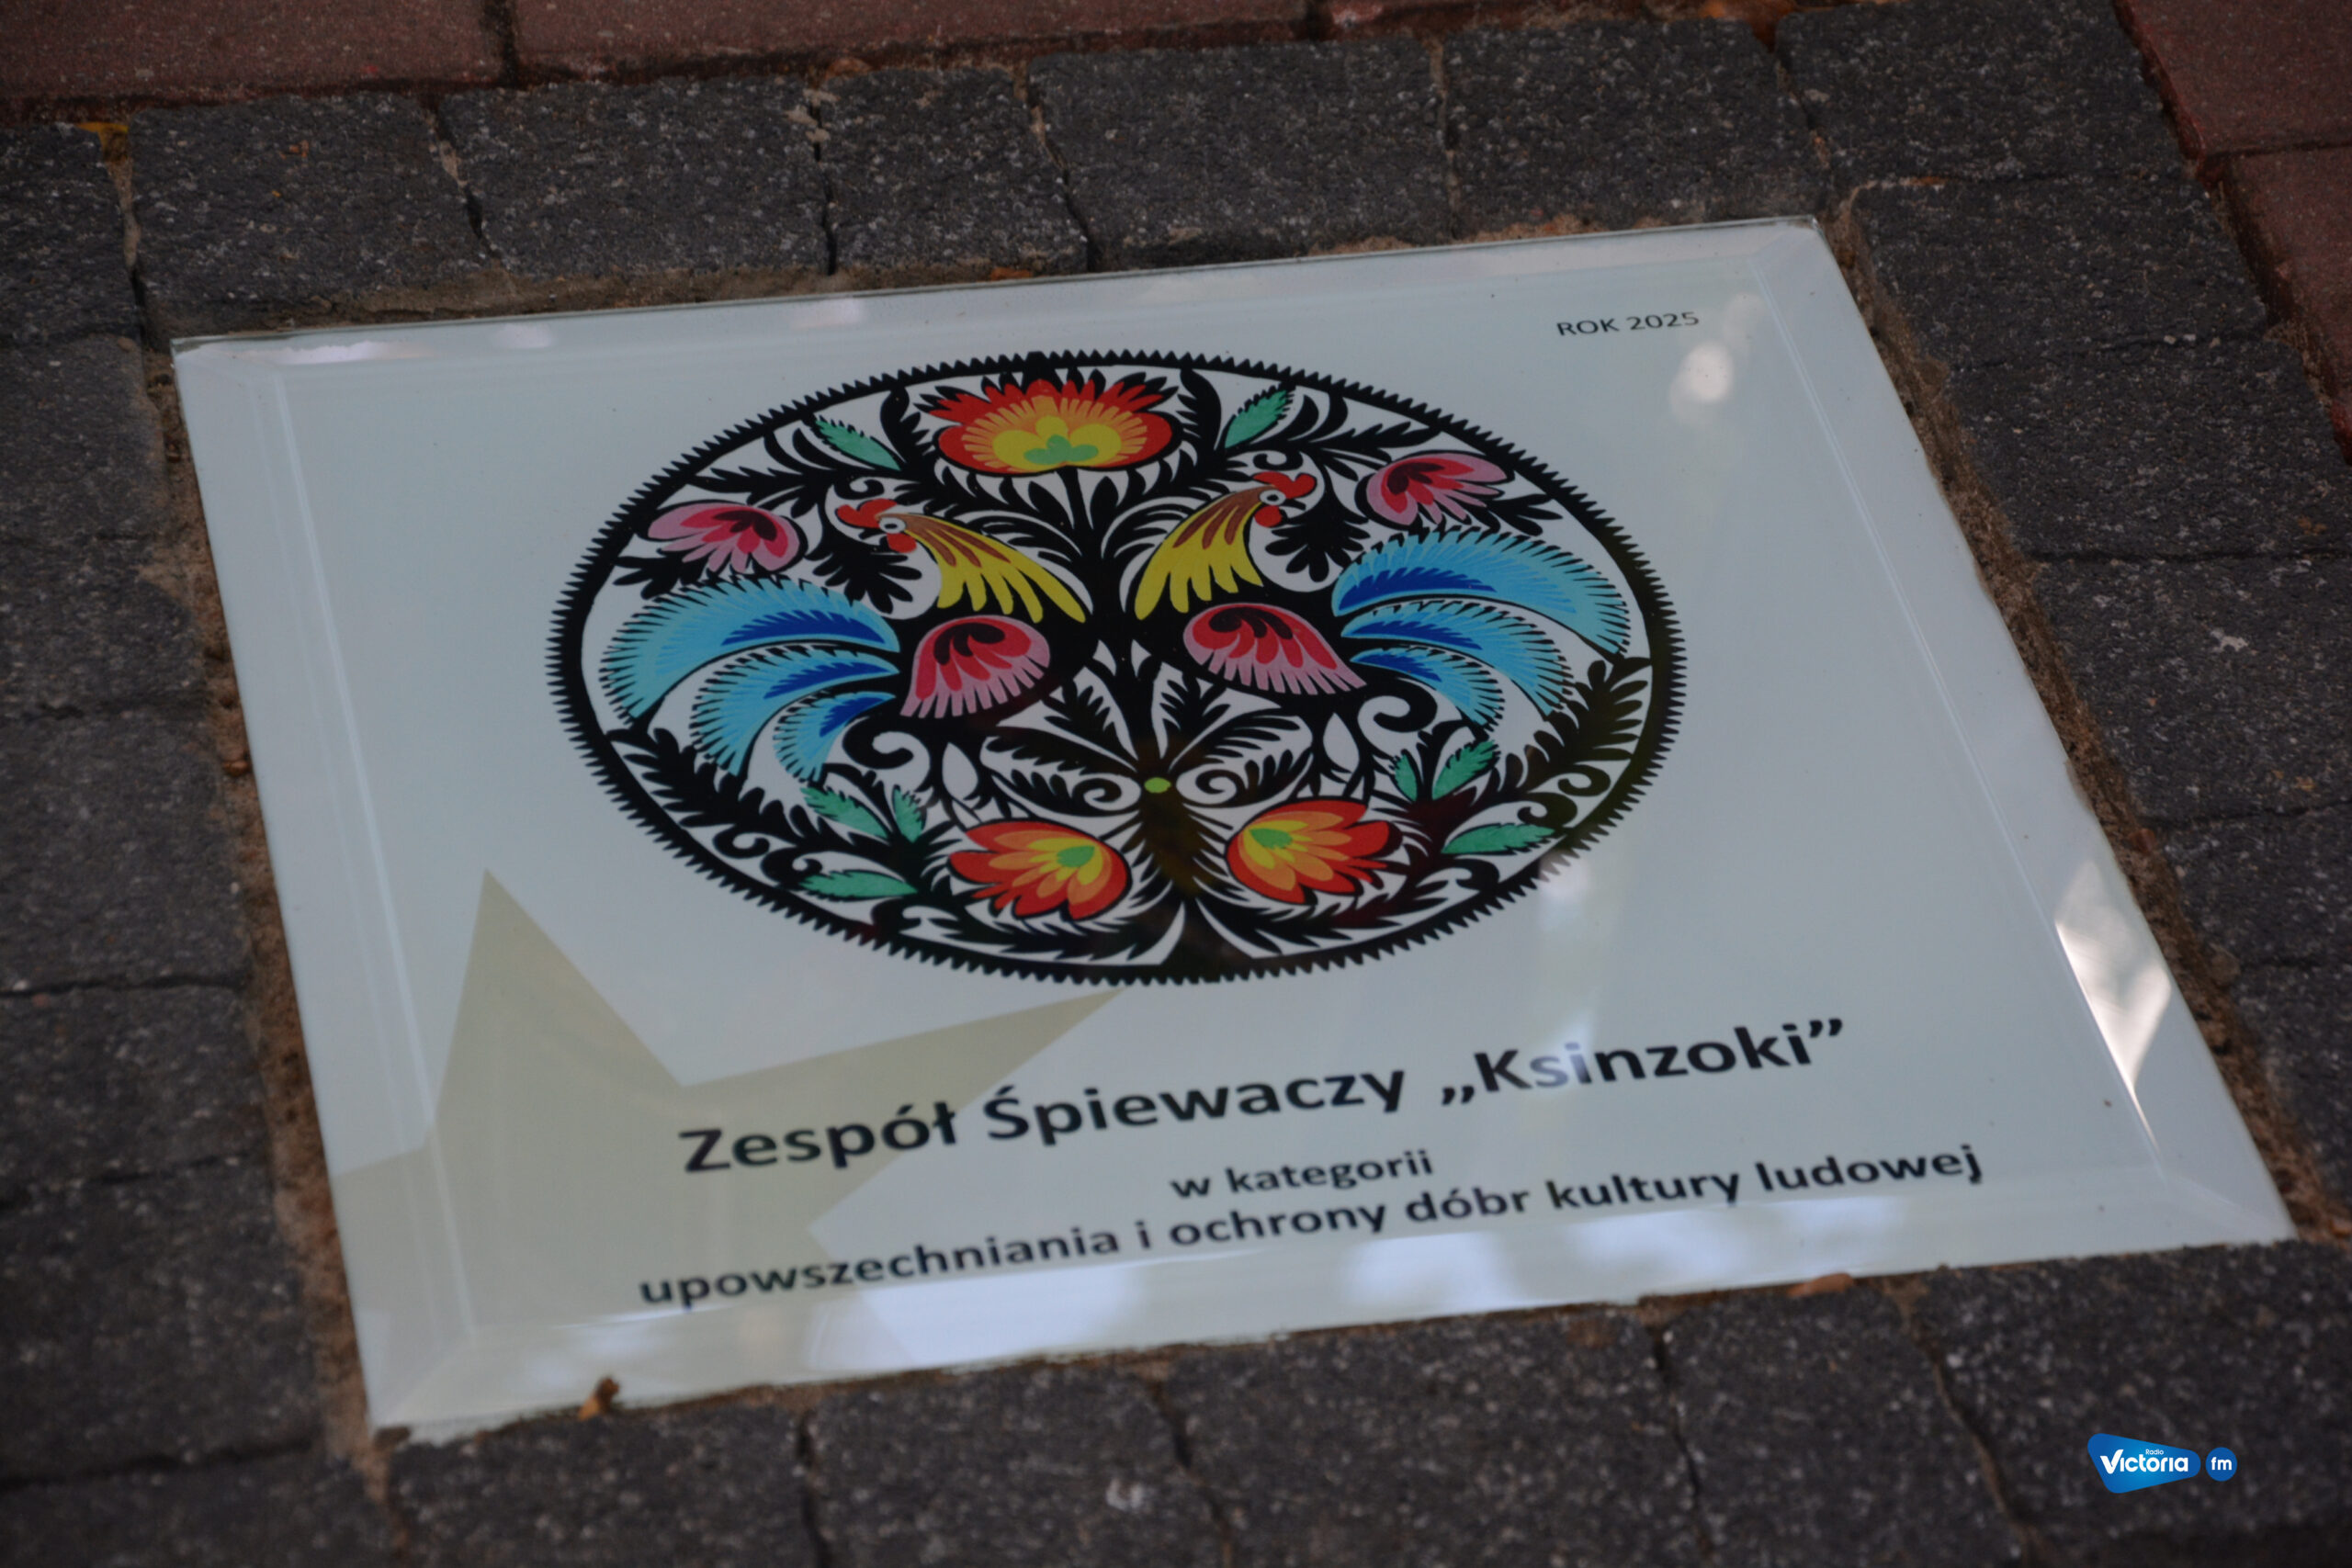 ROK 2025
Zespół Śpiewaczy „Ksinzoki”
w kategorii
upowszechniania i ochrony dóbr kultury ludowej
Radio
Victoria fm